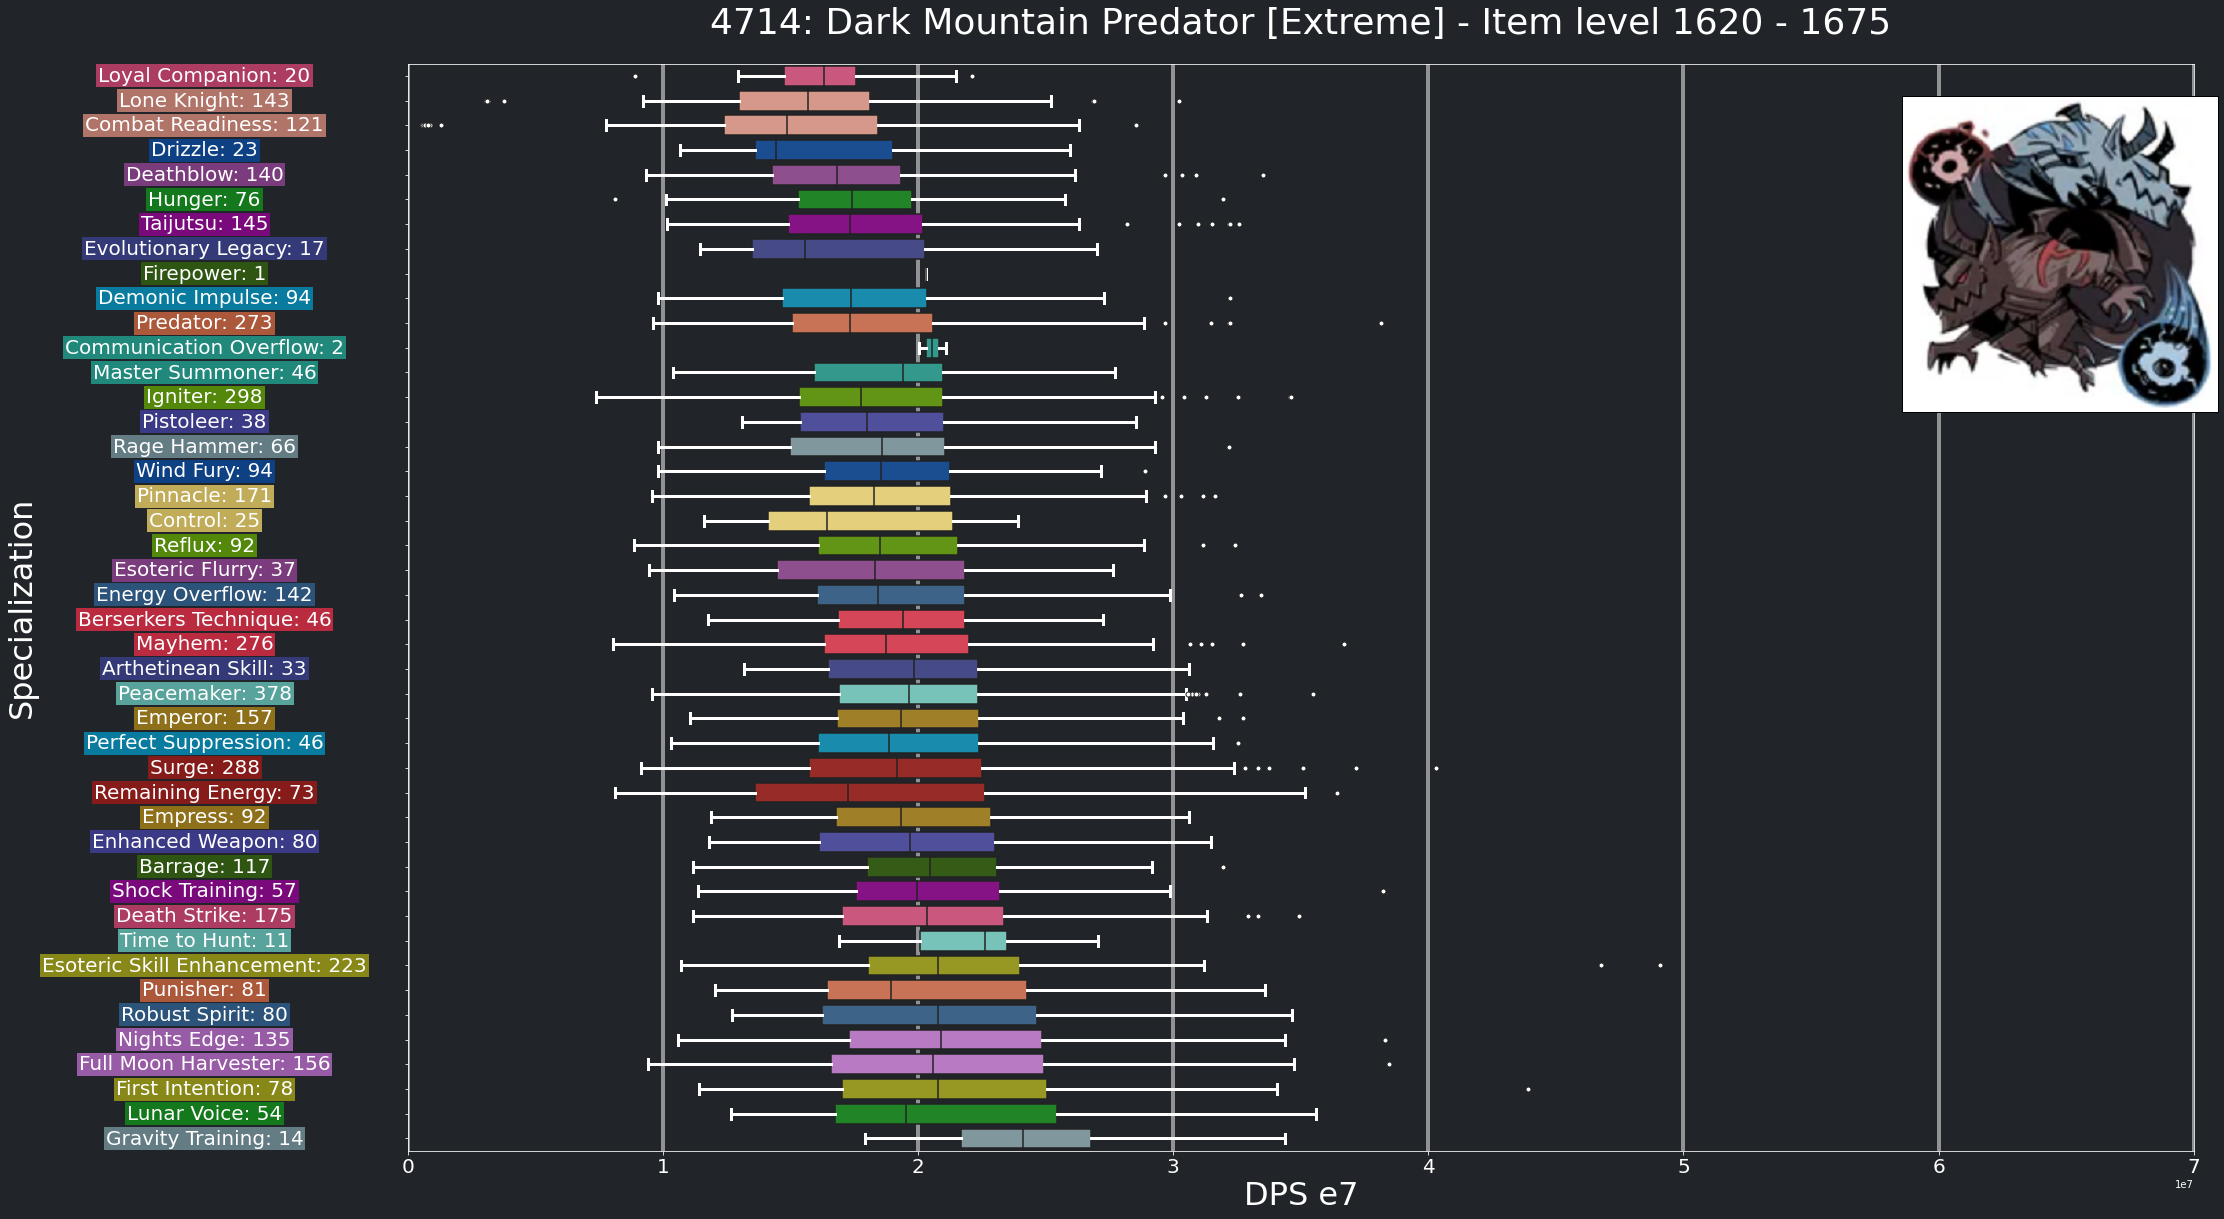 4714: Dark Mountain Predator [Extreme] - Item level 1620 - 1675
Specialization
Loyal Companion: 20
Lone Knight: 143
Combat Readiness: 121
Drizzle: 23
Deathblow: 140
Hunger: 76
Taijutsu: 145
Evolutionary Legacy: 17
Firepower: 1
Demonic Impulse: 94
Predator: 273
Communication Overflow: 2
Master Summoner: 46
Igniter: 298
Pistoleer: 38
Rage Hammer: 66
Wind Fury: 94
Pinnacle: 171
Control: 25
Reflux: 92
Esoteric Flurry: 37
Energy Overflow: 142
Berserkers Technique: 46
Mayhem: 276
Arthetinean Skill: 33
Peacemaker: 378
Emperor: 157
Perfect Suppression: 46
Surge: 288
Remaining Energy: 73
Empress: 92
Enhanced Weapon: 80
Barrage: 117
Shock Training: 57
Death Strike: 175
Time to Hunt: 11
Esoteric Skill Enhancement: 223
Punisher: 81
Robust Spirit: 80
Nights Edge: 135
Full Moon Harvester: 156
First Intention: 78
Lunar Voice: 54
Gravity Training: 14
0 1 2 3 4 5 6 7
1e7
DPS e7